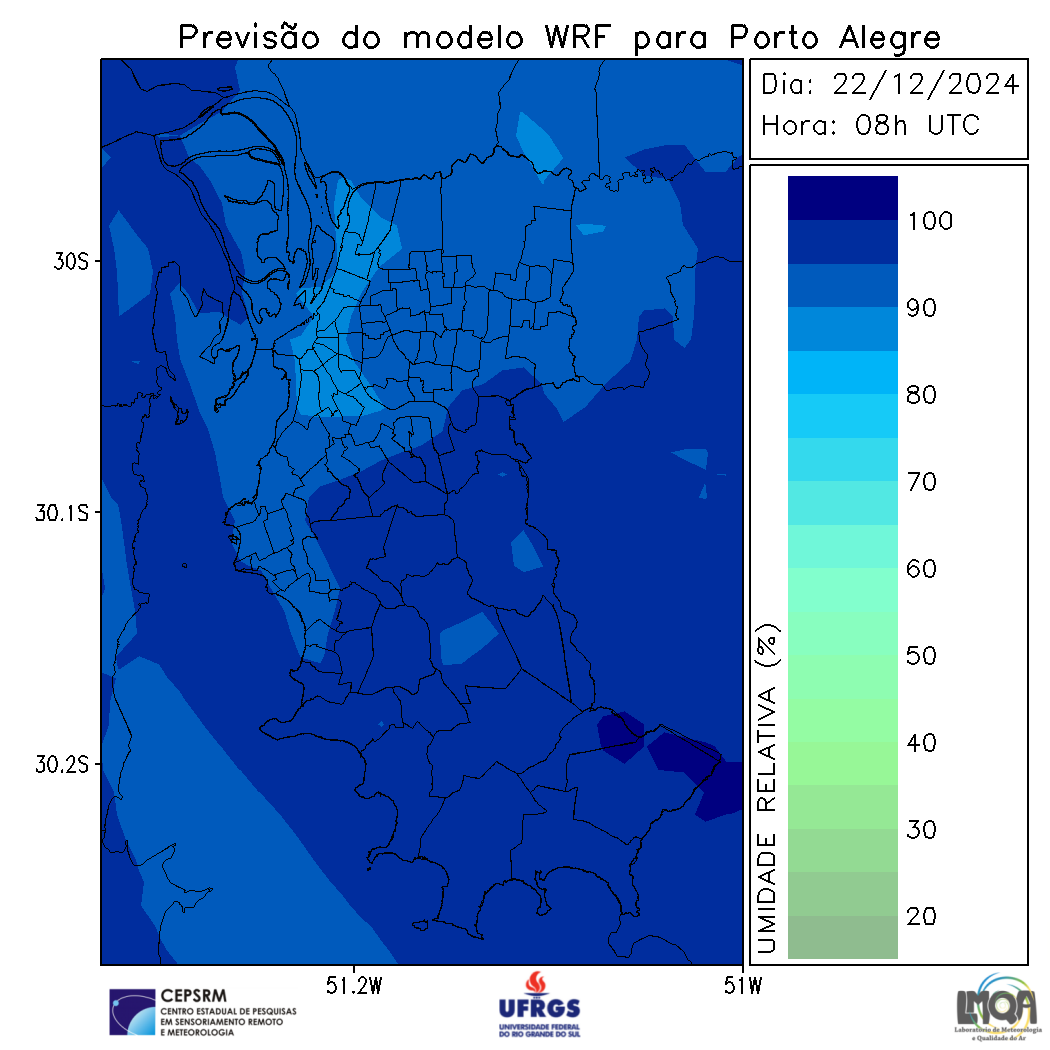 Previsão do modelo WRF para Porto Alegre
Dia: 22/12/2024
Hora: 08h UTC
30S
30.1S
30.2S
51.2W
51W
100
90
80
70
60
50
40
30
20
UMIDADE RELATIVA (%)
CEPSRM
CENTRO ESTADUAL DE PESQUISAS
EM SENSORIAMENTO REMOTO
E METEOROLOGIA
UFRGS
UNIVERSIDADE FEDERAL
DO RIO GRANDE DO SUL
LMQA
Laboratório de Meteorologia
e Qualidade do Ar